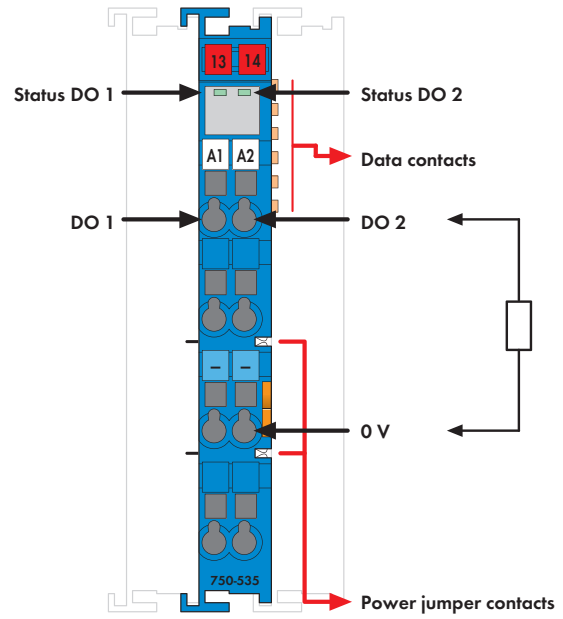 13 14
Status DO 1
Status DO 2
A1 A2
Data contacts
DO 1
DO 2
– –
0 V
750-535
Power jumper contacts